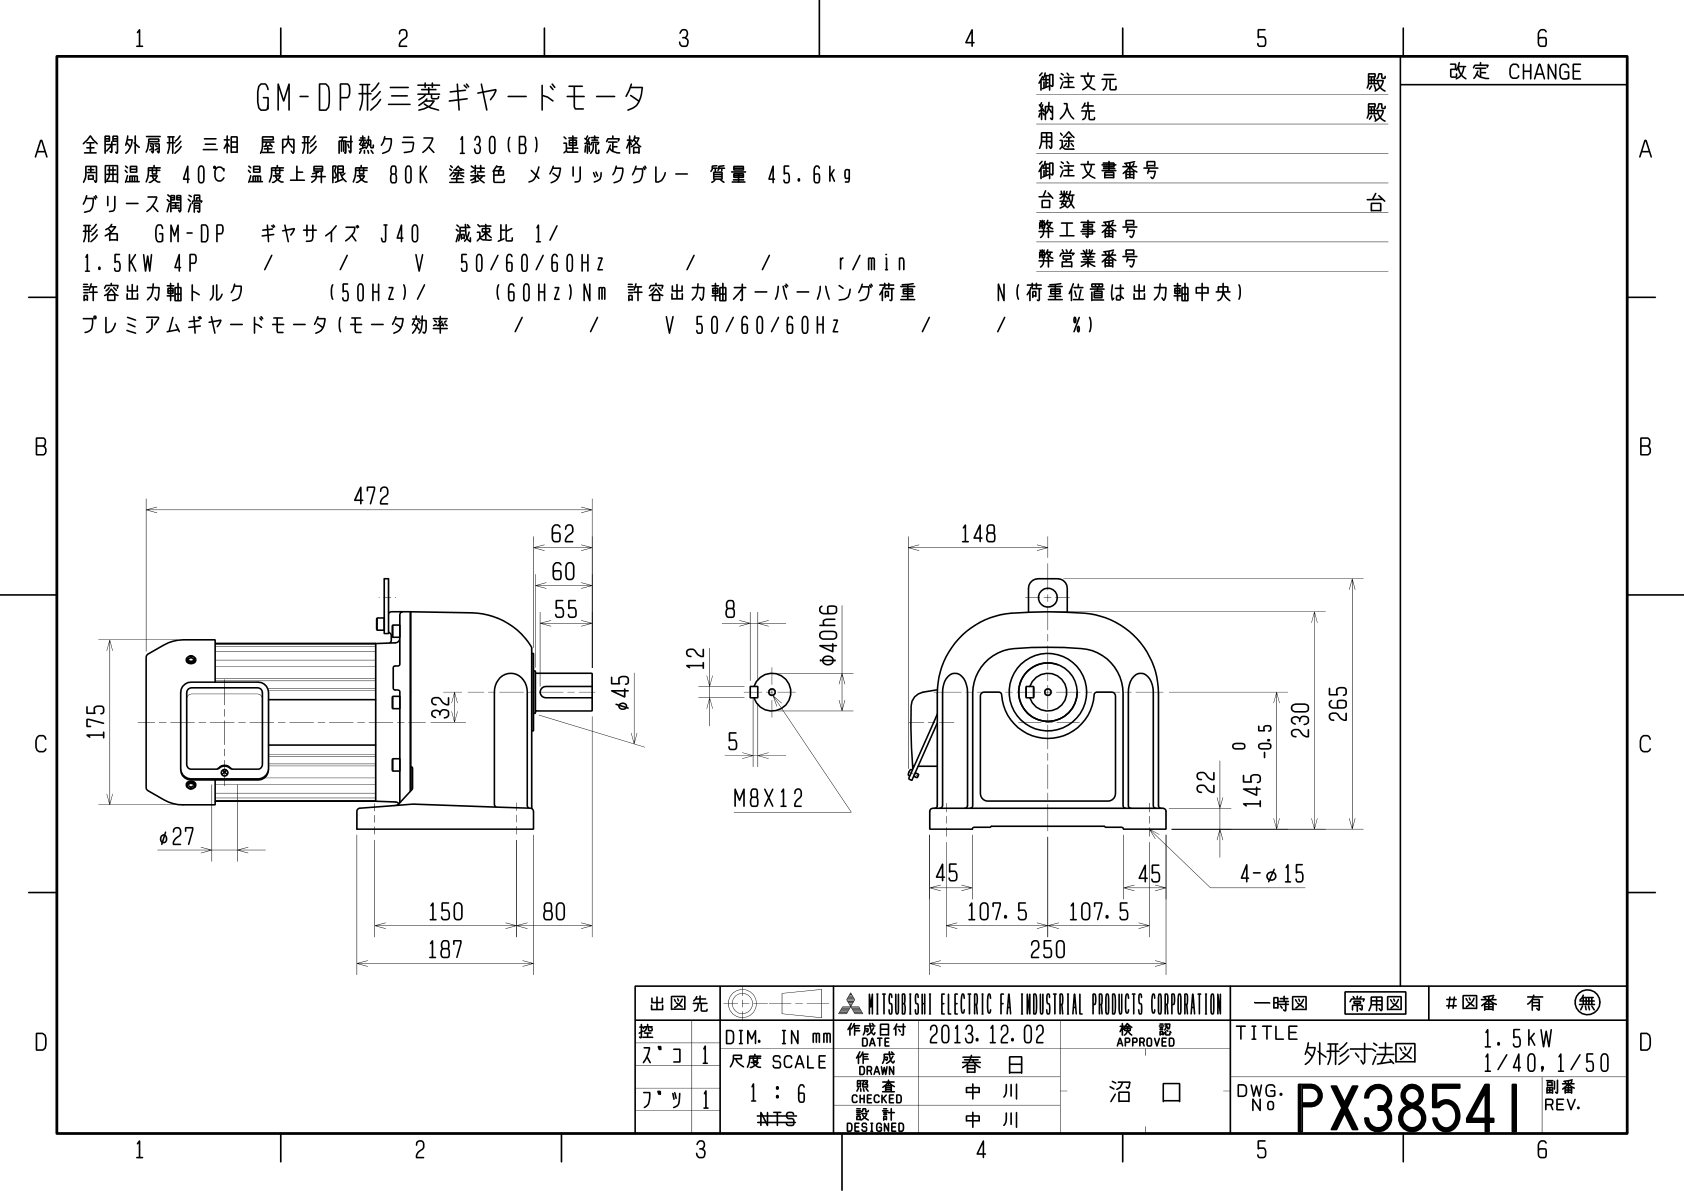 1 2 3 4 5 6
改定 CHANGE
GM-DP形三菱ギヤードモータ
全閉外扇形 三相 屋内形 耐熱クラス 130(B) 連続定格
周囲温度 40℃ 温度上昇限度 80K 塗装色 メタリックグレー 質量 45.6kg
グリース潤滑
形名 GM-DP ギヤサイズ J40 減速比 1/
1.5KW 4P / / V 50/60/60Hz / / r/min
許容出力軸トルク (50Hz)/ (60Hz)Nm 許容出力軸オーバーハング荷重 N(荷重位置は出力軸中央)
プレミアムギヤードモータ(モータ効率 / / V 50/60/60Hz / / %)
御注文元 殿
納入先 殿
用途
御注文書番号
台数 台
弊工事番号
弊営業番号
A A
B B
C C
D D
472
62
60
55
175
32
φ45
φ27
150
80
187
8
12
5
Φ40h6
M8X12
148
265
230
145 0 -0.5
22
4-φ15
45
45
107.5
107.5
250
出図先
控
ズコ 1
ブツ 1
DIM. IN mm
尺度 SCALE
1 : 6
NTS
MITSUBISHI ELECTRIC FA INDUSTRIAL PRODUCTS CORPORATION
作成日付 DATE 2013.12.02
作成 DRAWN 春日
照査 CHECKED 中川
設計 DESIGNED 中川
検認 APPROVED
沼口
一時図 常用図 #図番 有 無
TITLE
外形寸法図
1.5kW
1/40,1/50
DWG. No PX38541
副番 REV.
1 2 3 4 5 6